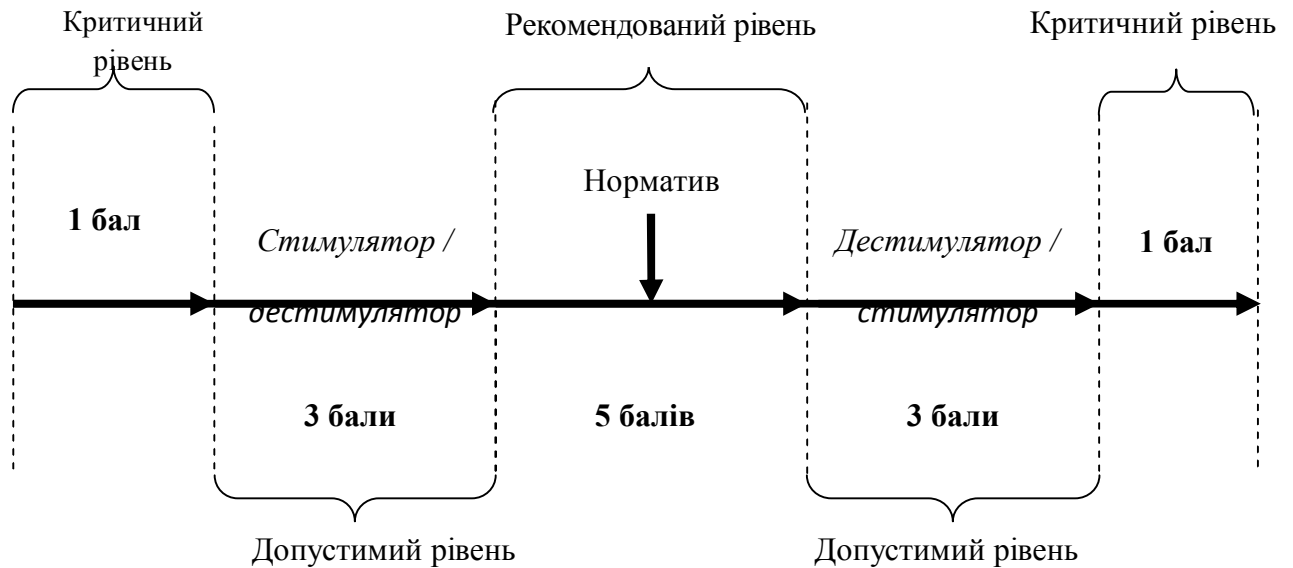 Критичний
рівень
Рекомендований рівень
Критичний рівень
Норматив
1 бал
Стимулятор /
дестимулятор
Дестимулятор /
стимулятор
1 бал
3 бали
5 балів
3 бали
Допустимий рівень
Допустимий рівень